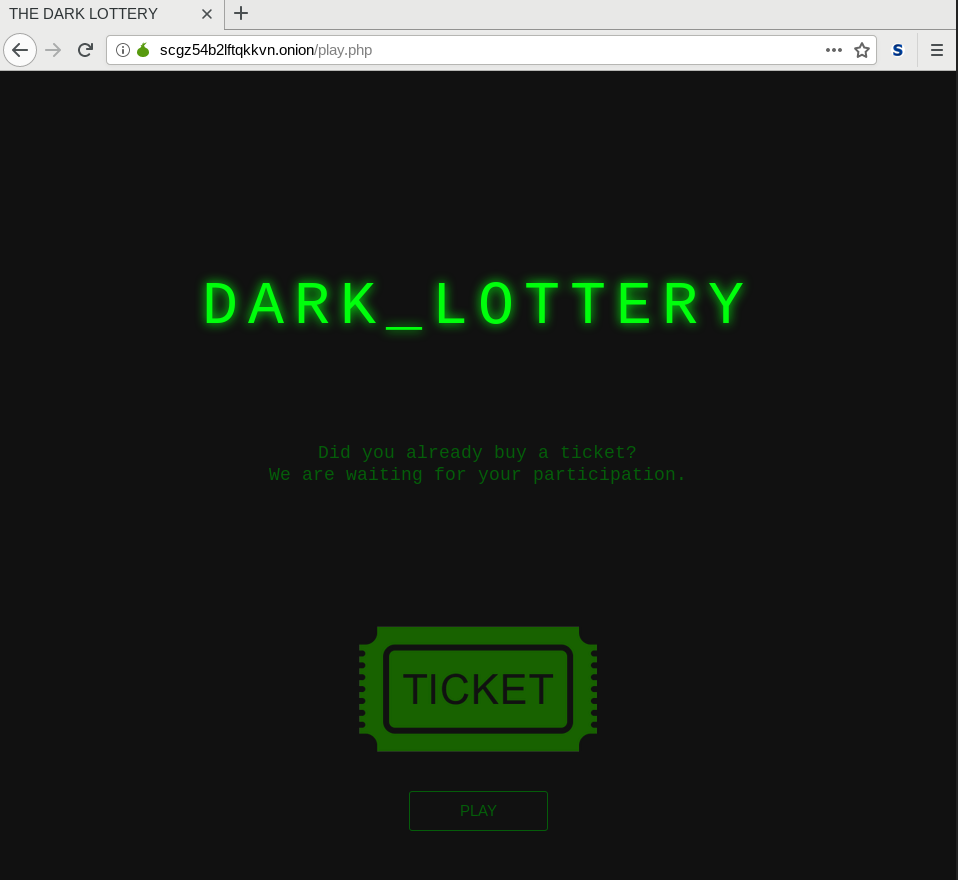 THE DARK LOTTERY
scgz54b2lftqkkvn.onion/play.php
S
DARK_LOTTERY
Did you already buy a ticket?
We are waiting for your participation.
TICKET
PLAY